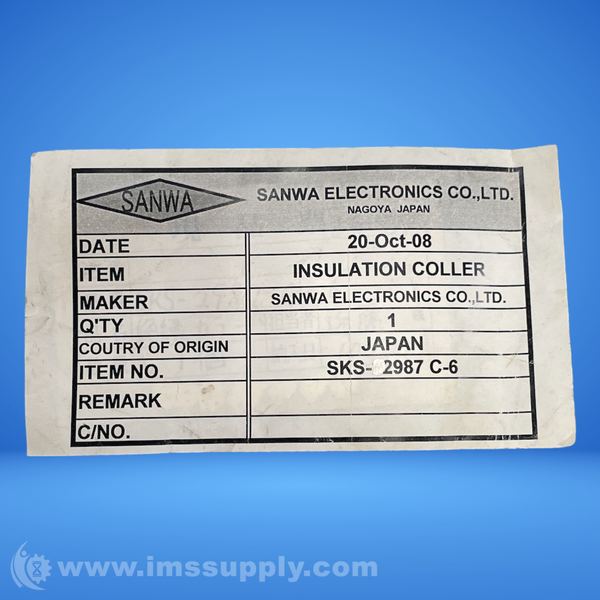 SANWA
SANWA ELECTRONICS CO.,LTD.
NAGOYA JAPAN
DATE 20-Oct-08
ITEM INSULATION COLLER
MAKER SANWA ELECTRONICS CO.,LTD.
Q'TY 1
COUTRY OF ORIGIN JAPAN
ITEM NO. SKS- 2987 C-6
REMARK
C/NO.
www.imssupply.com